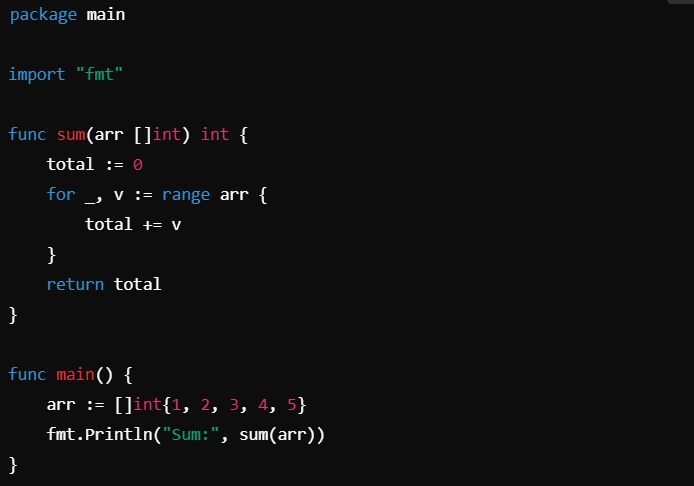 package main
import "fmt"
func sum(arr []int) int {
    total := 0
    for _, v := range arr {
        total += v
    }
    return total
}
func main() {
    arr := []int{1, 2, 3, 4, 5}
    fmt.Println("Sum:", sum(arr))
}